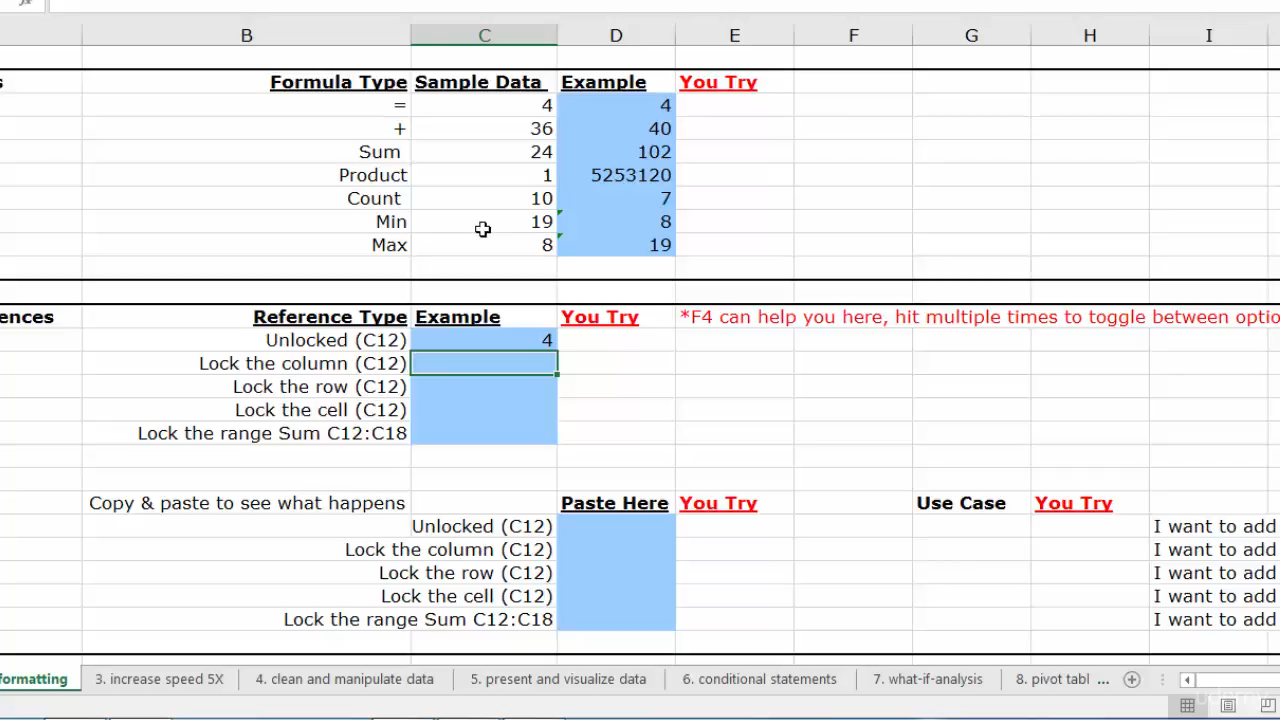 B C D E F G H I
s Formula Type Sample Data Example You Try
= 4 4
+ 36 40
Sum 24 102
Product 1 5253120
Count 10 7
Min 19 8
Max 8 19
ences Reference Type Example You Try *F4 can help you here, hit multiple times to toggle between optio
Unlocked (C12) 4
Lock the column (C12)
Lock the row (C12)
Lock the cell (C12)
Lock the range Sum C12:C18
Copy & paste to see what happens Paste Here You Try Use Case You Try
Unlocked (C12) I want to add
Lock the column (C12) I want to add
Lock the row (C12) I want to add
Lock the cell (C12) I want to add
Lock the range Sum C12:C18 I want to add
formatting 3. increase speed 5X 4. clean and manipulate data 5. present and visualize data 6. conditional statements 7. what-if-analysis 8. pivot tabl ...